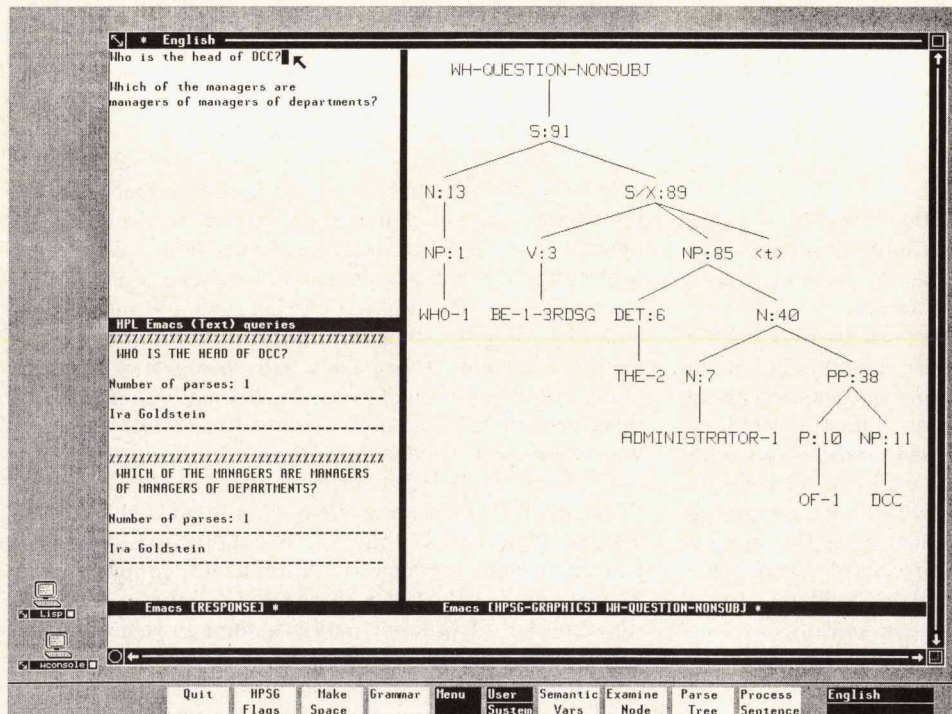 * English
Who is the head of DCC?
Which of the managers are
managers of managers of departments?
HPL Emacs (Text) queries
WHO IS THE HEAD OF DCC?
Number of parses: 1
Ira Goldstein
WHICH OF THE MANAGERS ARE MANAGERS
OF MANAGERS OF DEPARTMENTS?
Number of parses: 1
Ira Goldstein
Emacs [RESPONSE] *
WH-QUESTION-NONSUBJ
S:91
N:13 S/X:89
NP:1 V:3 NP:85 <t>
WHO-1 BE-1-3RDSG DET:6 N:40
THE-2 N:7 PP:38
ADMINISTRATOR-1 P:10 NP:11
OF-1 DCC
Emacs [HPSG-GRAPHICS] WH-QUESTION-NONSUBJ *
Lisp
wconsole
Quit HPSG Flags Make Space Grammar Menu User System Semantic Vars Examine Node Parse Tree Process Sentence English